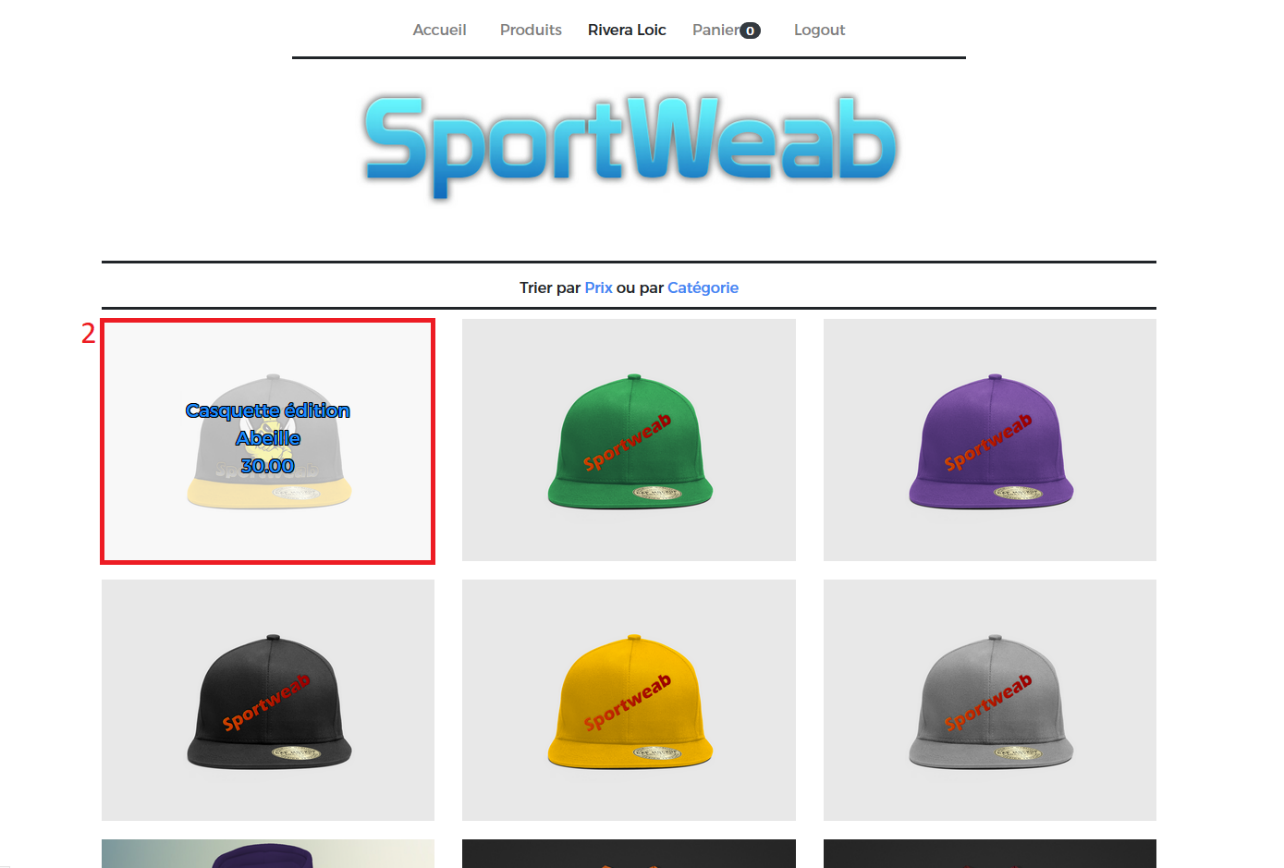 Accueil Produits Rivera Loic Panier 0 Logout
SportWeab
Trier par Prix ou par Catégorie
2
Casquette édition
Abeille
30.00
Sportweab
Sportweab
Sportweab
Sportweab
Sportweab
Sportweab